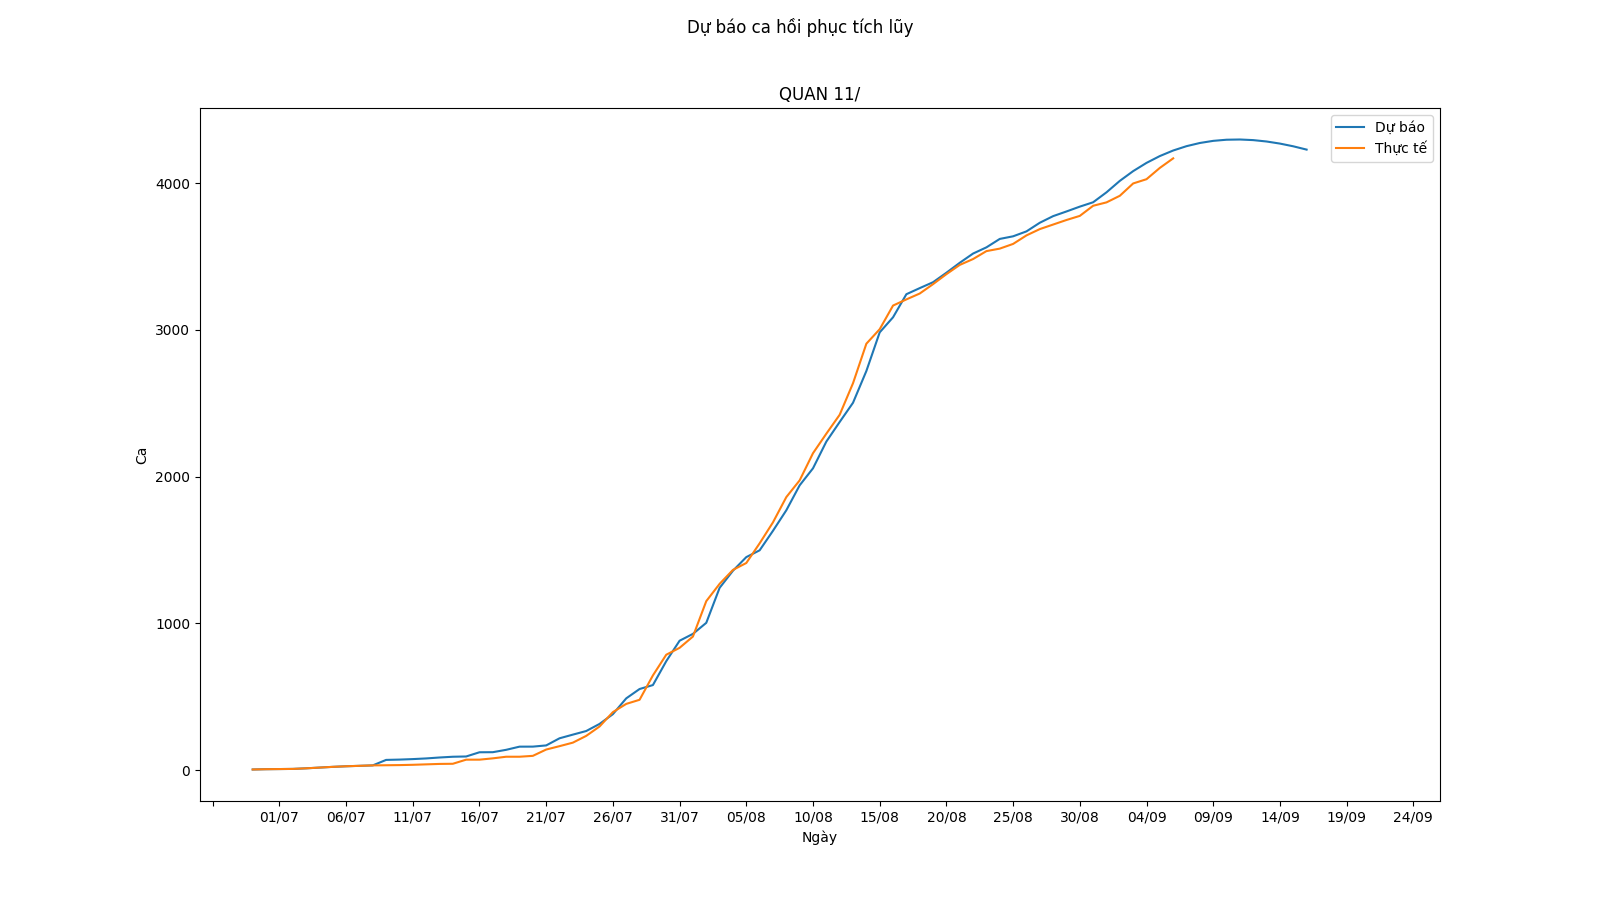 Dự báo ca hồi phục tích lũy
QUAN 11/
Dự báo
Thực tế
4000
3000
2000
1000
0
Ca
01/07 06/07 11/07 16/07 21/07 26/07 31/07 05/08 10/08 15/08 20/08 25/08 30/08 04/09 09/09 14/09 19/09 24/09
Ngày